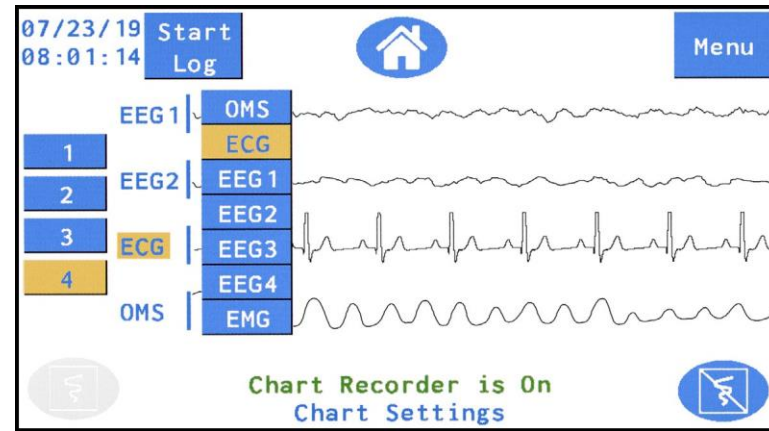 07/23/19
08:01:14
Start
Log
Menu
EEG1
EEG2
ECG
OMS
1
2
3
4
OMS
ECG
EEG1
EEG2
EEG3
EEG4
EMG
Chart Recorder is On
Chart Settings